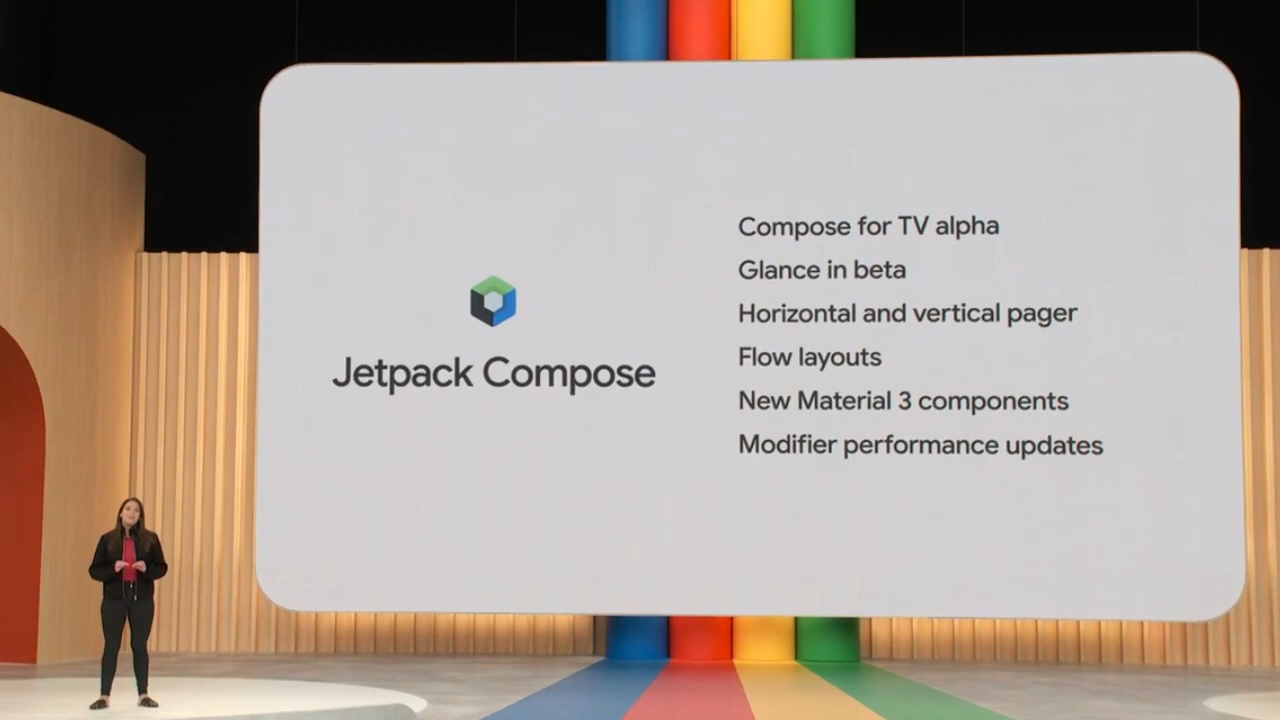 Jetpack Compose
Compose for TV alpha
Glance in beta
Horizontal and vertical pager
Flow layouts
New Material 3 components
Modifier performance updates